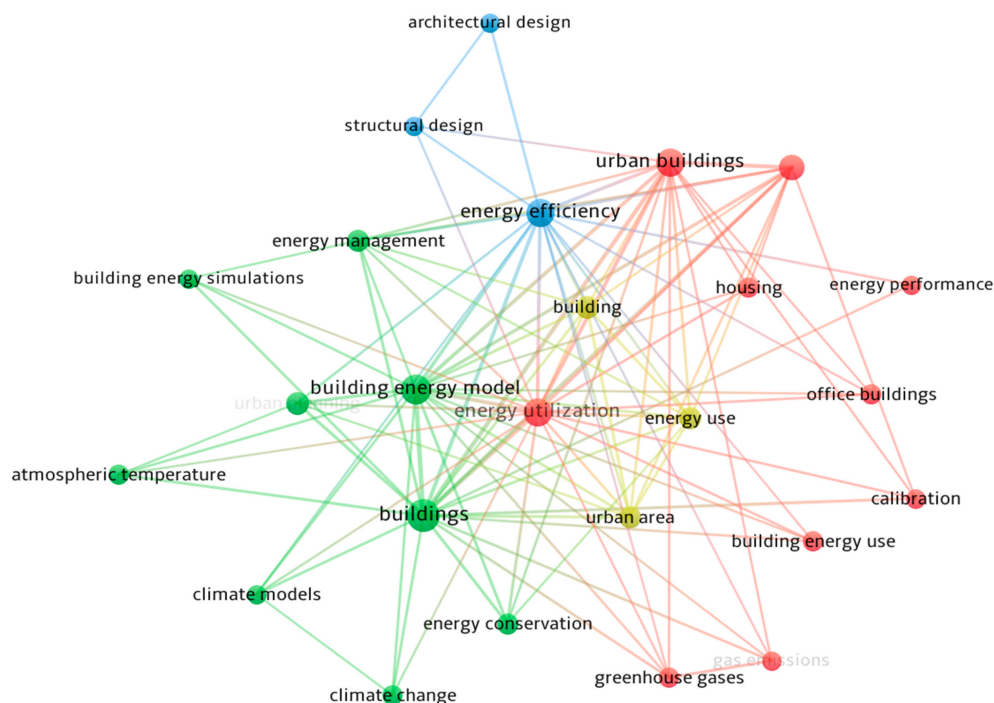 architectural design
structural design
urban buildings
energy efficiency
energy management
building energy simulations
housing
energy performance
building
building energy model
office buildings
energy utilization
energy use
atmospheric temperature
calibration
buildings
urban area
building energy use
climate models
energy conservation
gas emissions
greenhouse gases
climate change